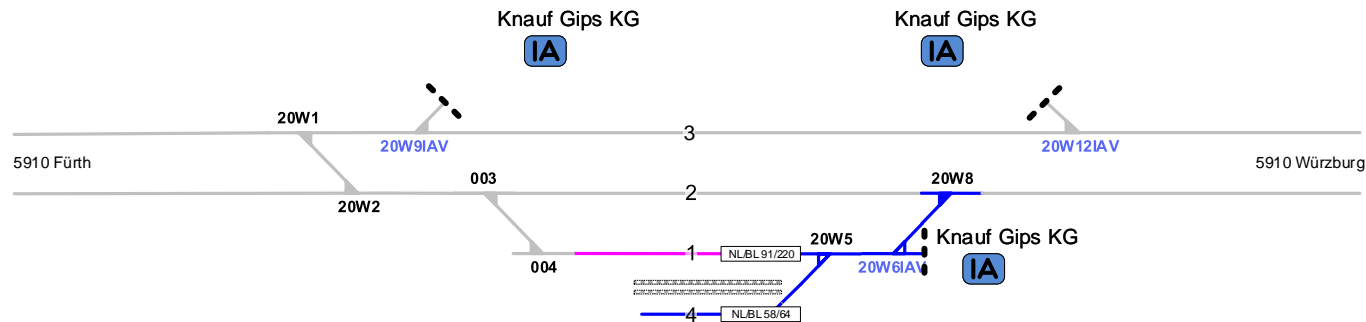 Knauf Gips KG
Knauf Gips KG
IA
IA
20W1
3
20W9IAV
20W12IAV
5910 Fürth
5910 Würzburg
003
20W8
2
20W2
20W5
Knauf Gips KG
1
NL/BL 91/220
004
20W6IAV
IA
4
NL/BL 58/64